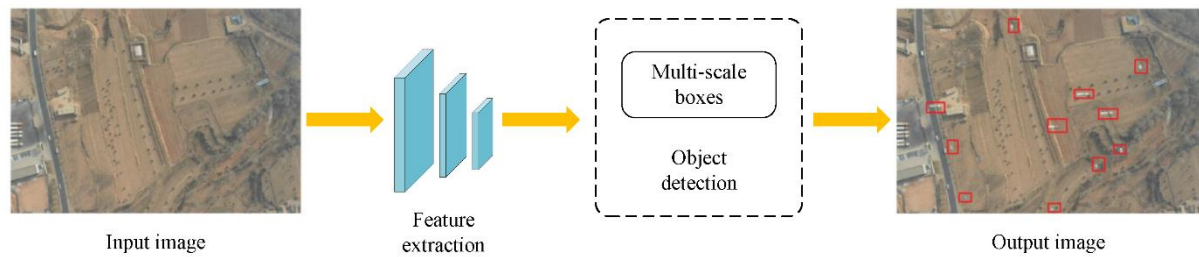 Input image
Feature
extraction
Multi-scale
boxes
Object
detection
Output image